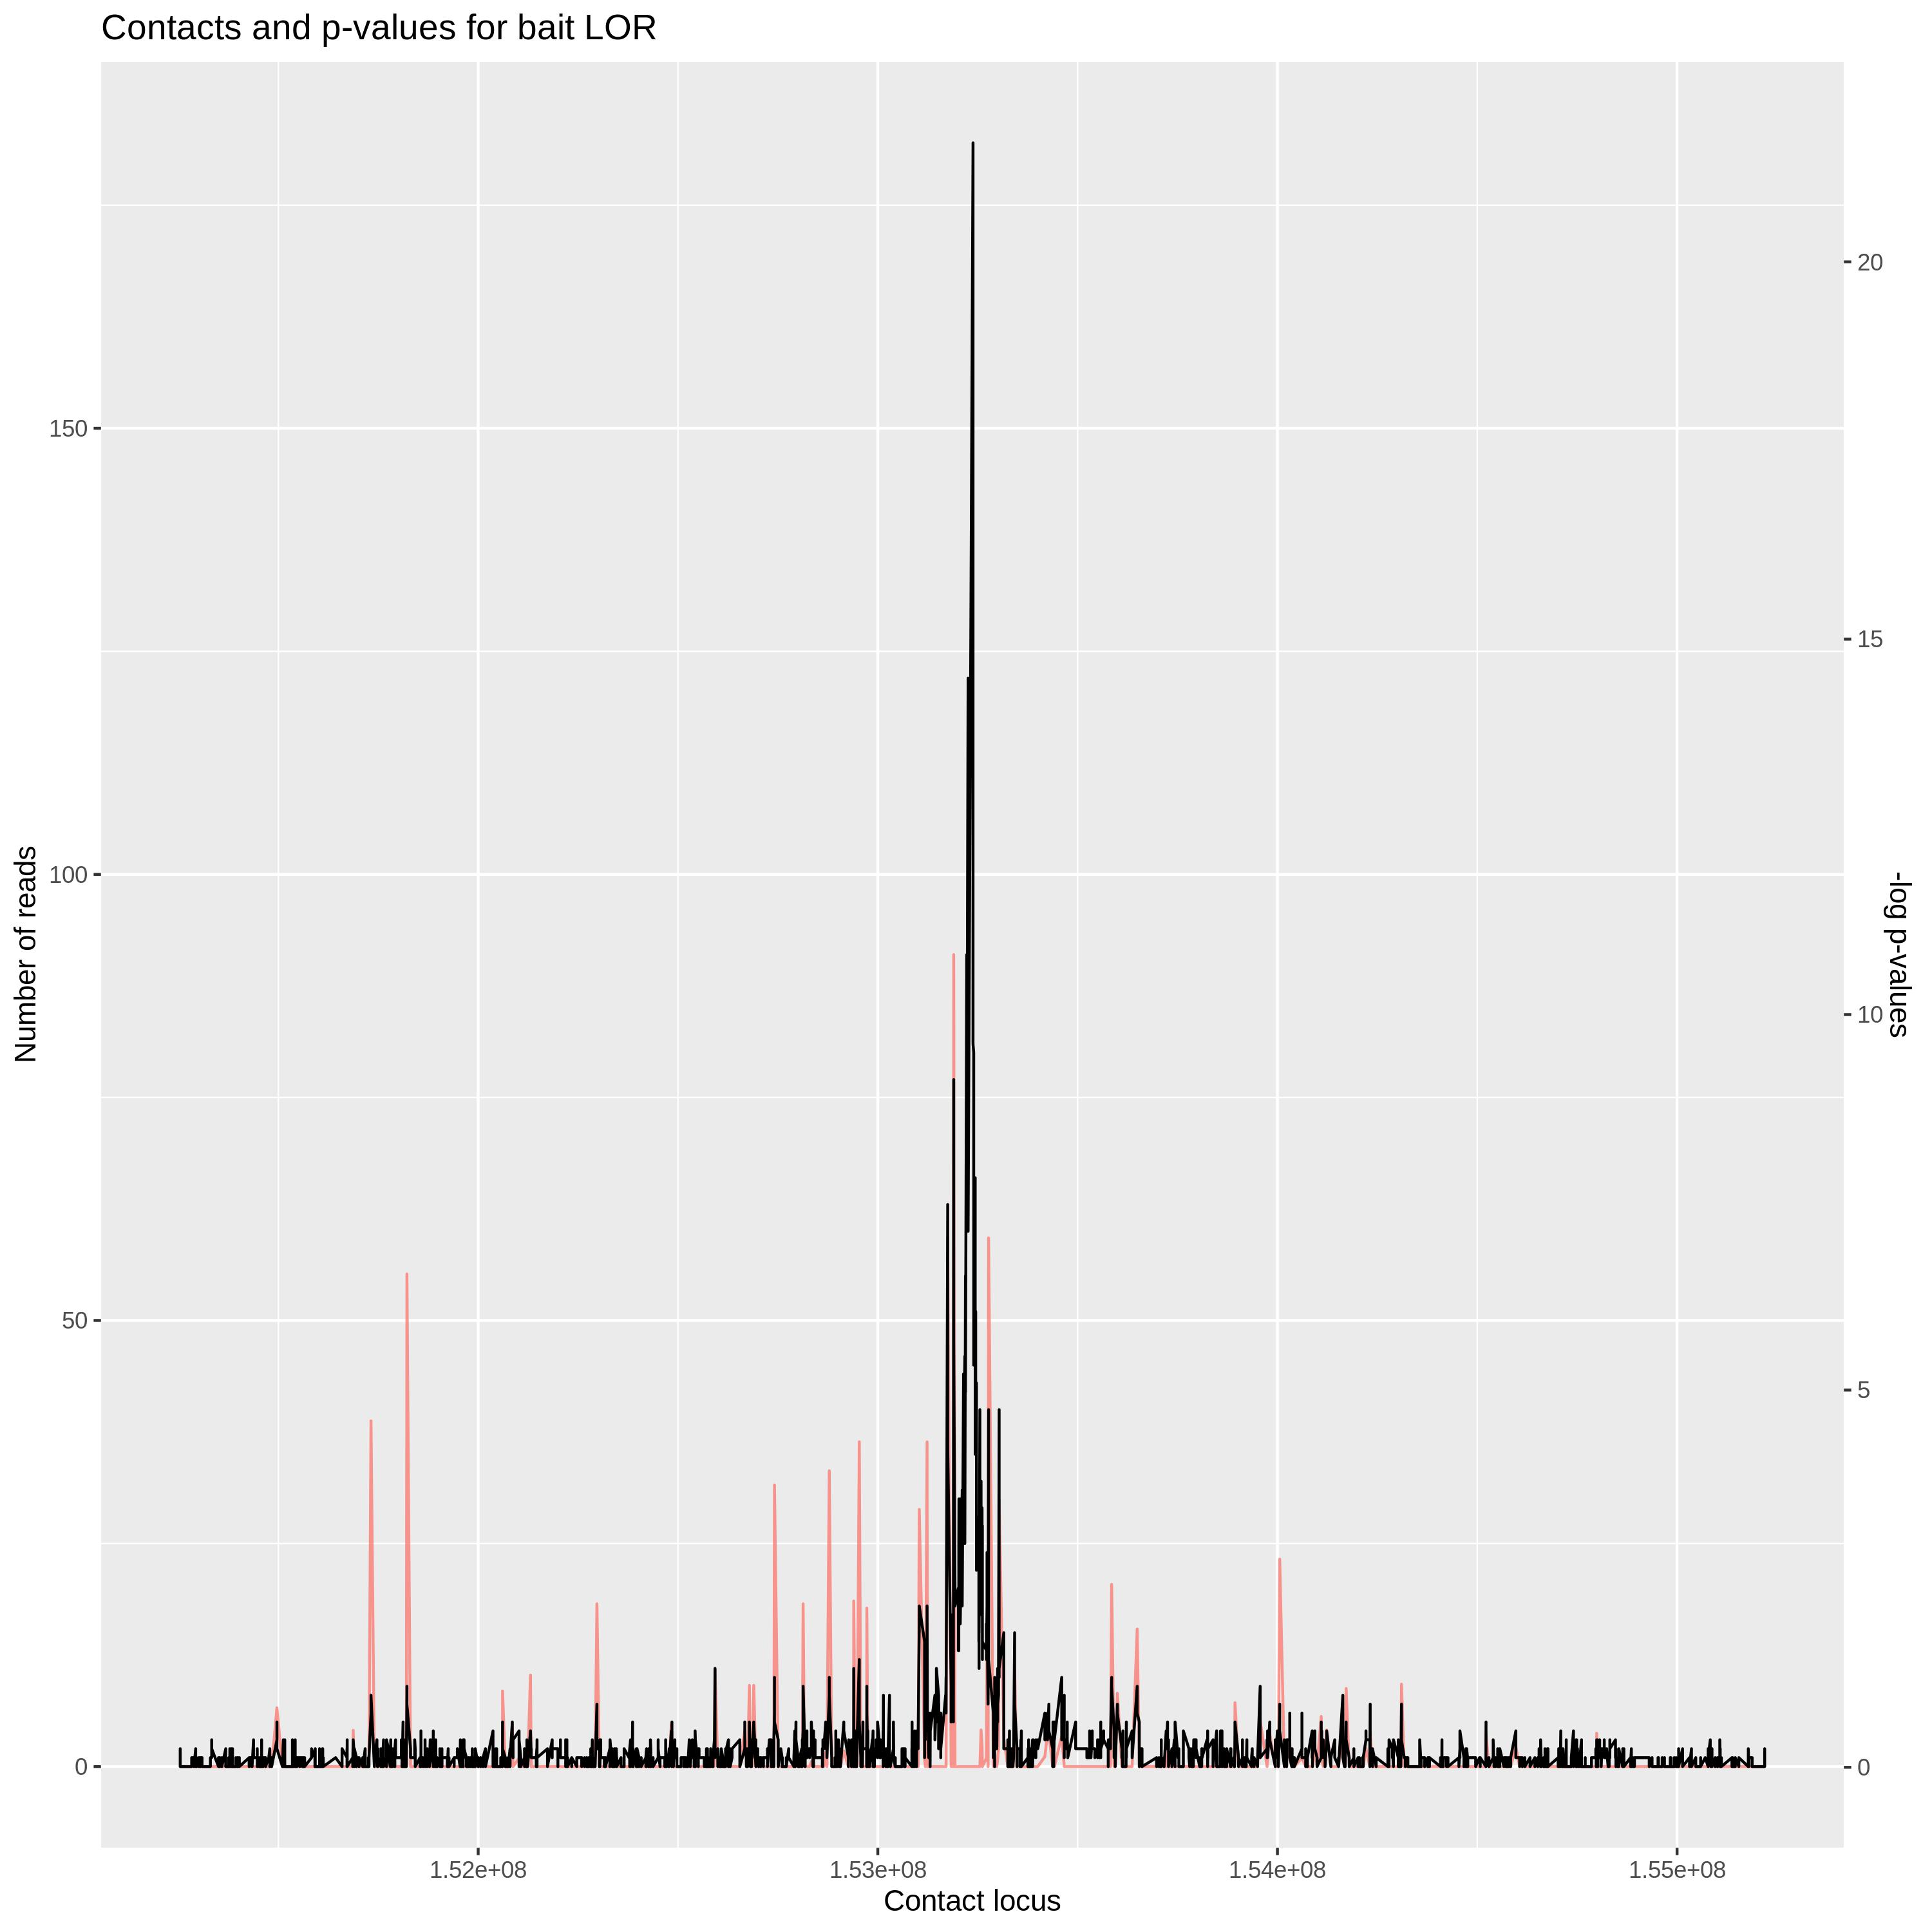 Contacts and p-values for bait LOR
Number of reads
150
100
50
0
20
15
10
5
0
-log p-values
1.52e+08
1.53e+08
1.54e+08
1.55e+08
Contact locus